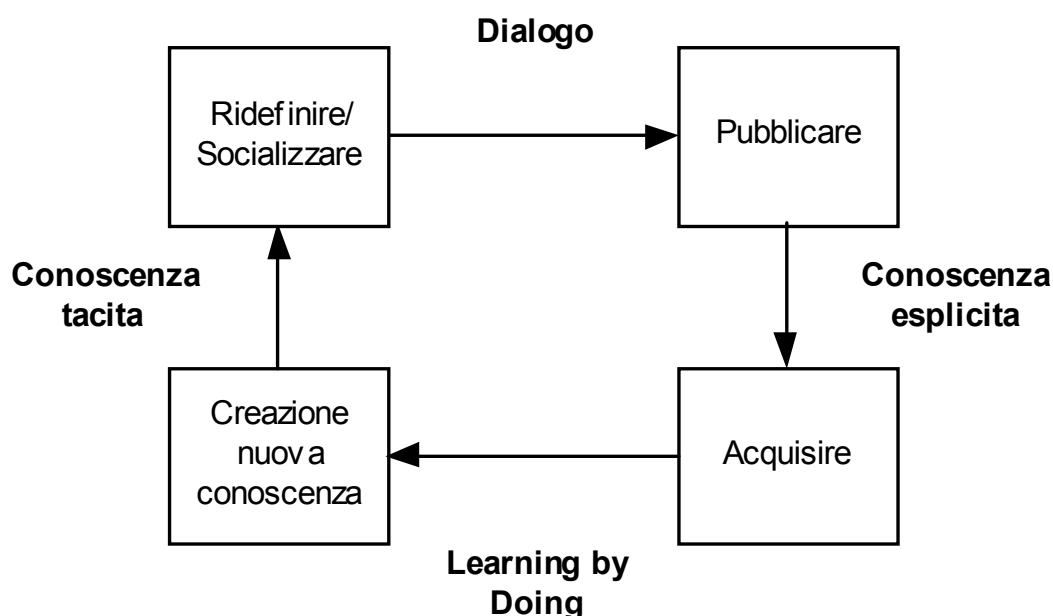 Dialogo
Ridefinire/
Socializzare
Pubblicare
Conoscenza
tacita
Conoscenza
esplicita
Creazione
nuova
conoscenza
Acquisire
Learning by
Doing